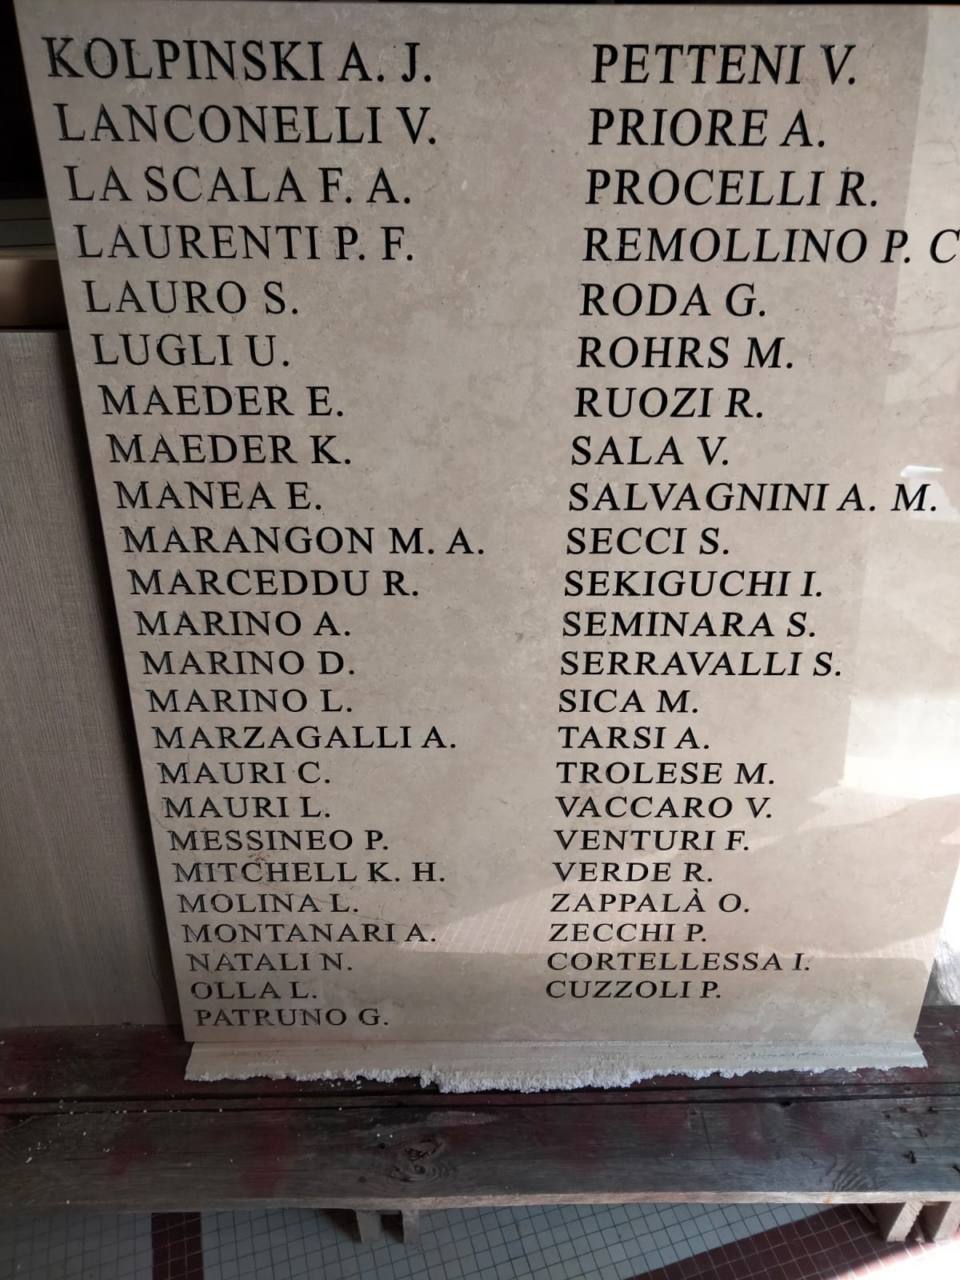 KOLPINSKI A. J.
LANCONELLI V.
LA SCALA F. A.
LAURENTI P. F.
LAURO S.
LUGLI U.
MAEDER E.
MAEDER K.
MANEA E.
MARANGON M. A.
MARCEDDU R.
MARINO A.
MARINO D.
MARINO L.
MARZAGALLI A.
MAURI C.
MAURI L.
MESSINEO P.
MITCHELL K. H.
MOLINA L.
MONTANARI A.
NATALI N.
OLLA L.
PATRUNO G.
PETTENI V.
PRIORE A.
PROCELLI R.
REMOLLINO P. C
RODA G.
ROHRS M.
RUOZI R.
SALA V.
SALVAGNINI A. M.
SECCI S.
SEKIGUCHI I.
SEMINARA S.
SERRAVALLI S.
SICA M.
TARSI A.
TROLESE M.
VACCARO V.
VENTURI F.
VERDE R.
ZAPPALÀ O.
ZECCHI P.
CORTELLESSA I.
CUZZOLI P.